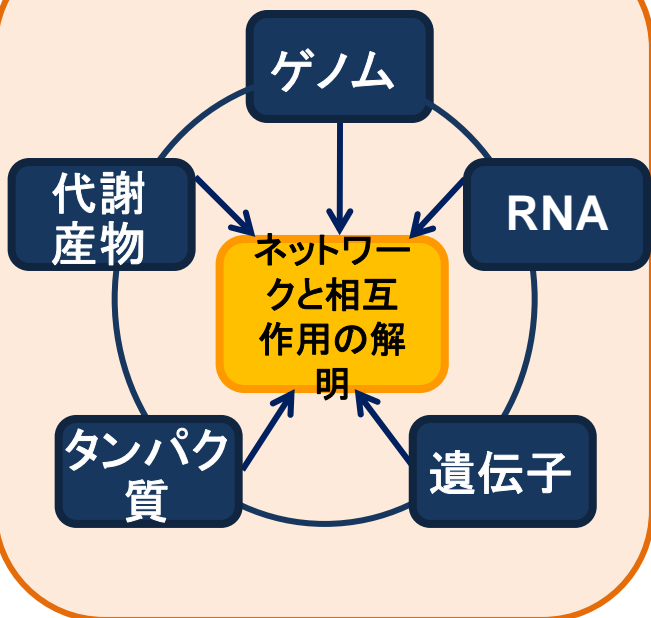 ゲノム
代謝
産物
RNA
ネットワー
クと相互
作用の解
明
タンパク
質
遺伝子